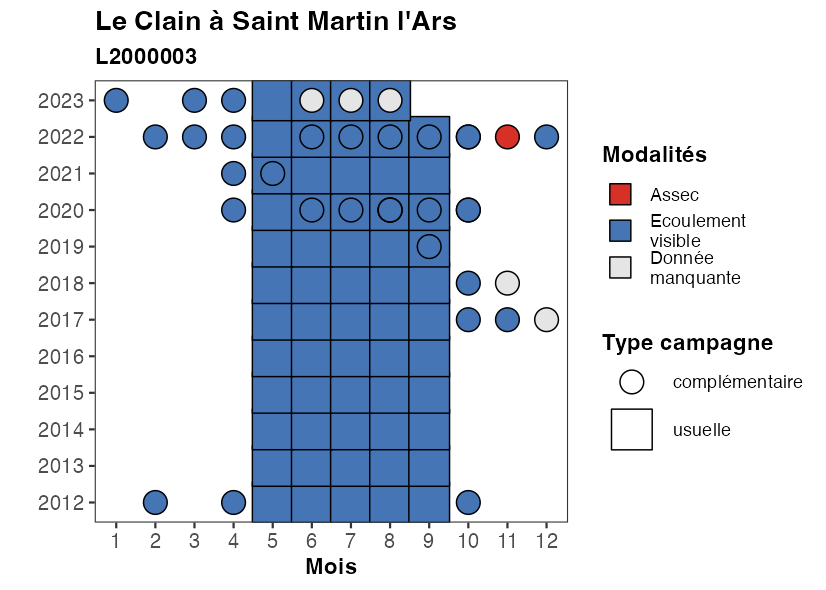 Le Clain à Saint Martin l'Ars
L2000003
2023
2022
2021
2020
2019
2018
2017
2016
2015
2014
2013
2012
1 2 3 4 5 6 7 8 9 10 11 12
Mois
Modalités
Assec
Ecoulement
visible
Donnée
manquante
Type campagne
complémentaire
usuelle